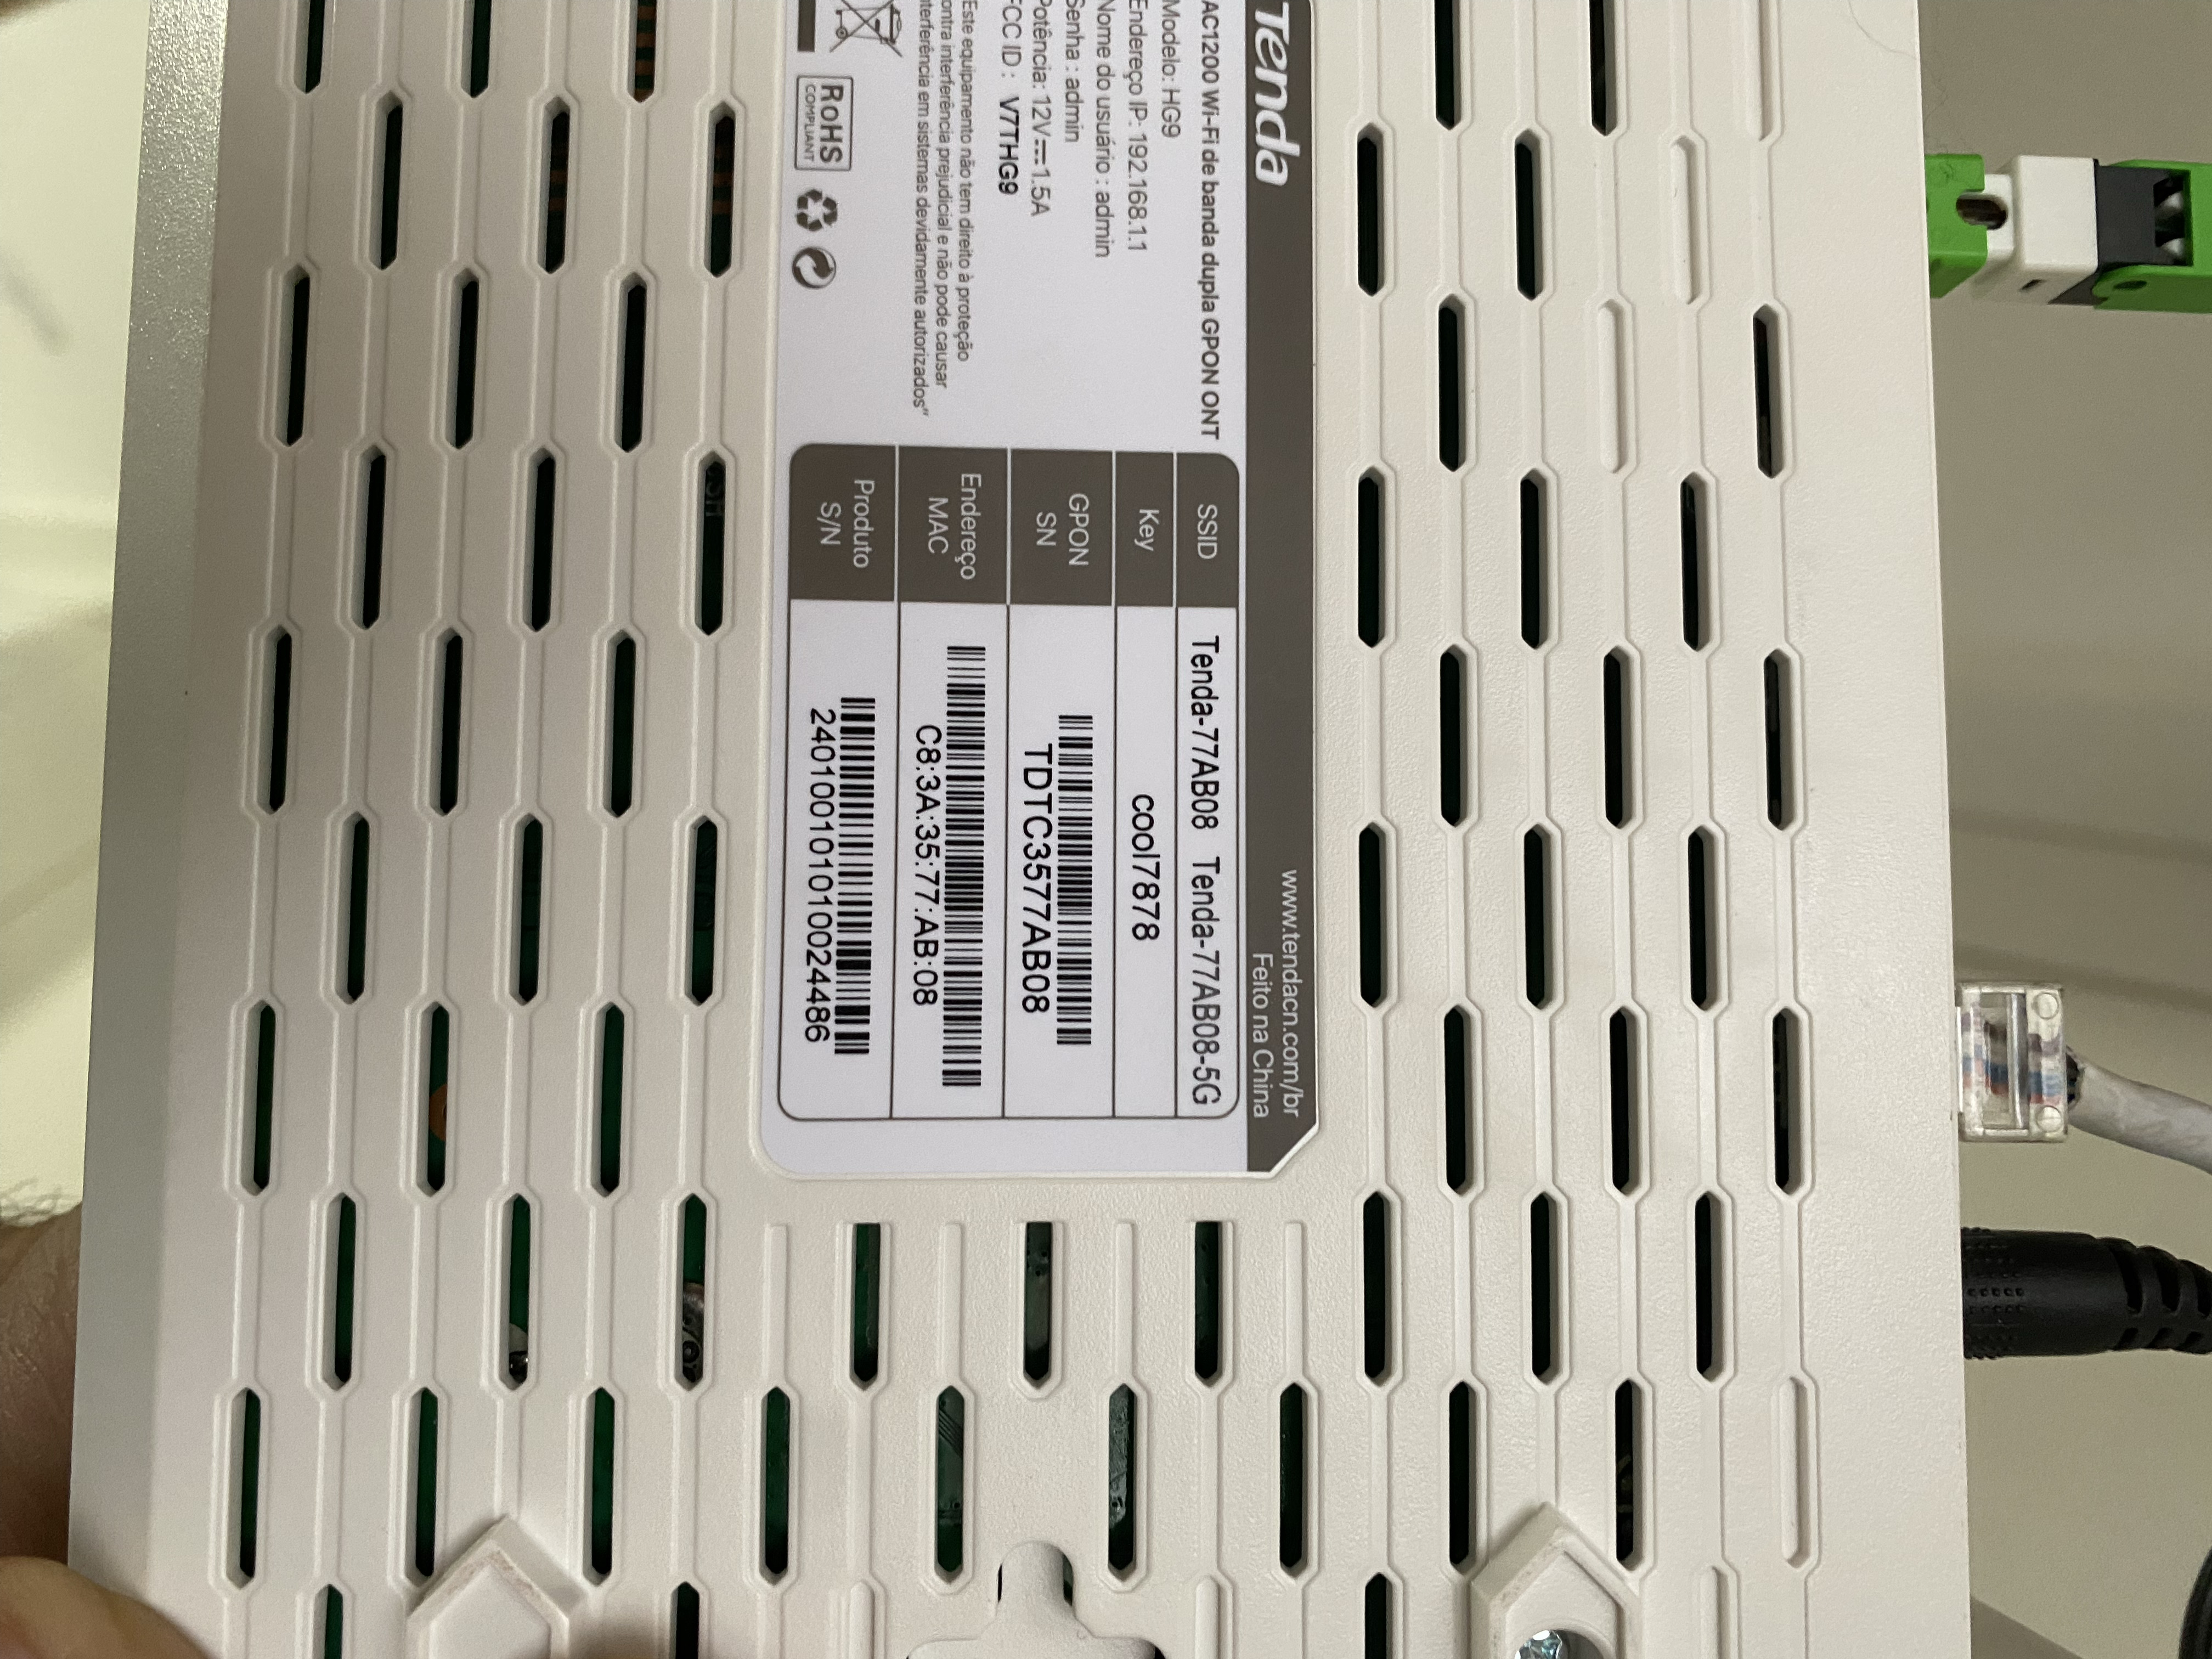 Tenda
www.tendacn.com/br
Feito na China
AC1200 Wi-Fi de banda dupla GPON ONT
Modelo: HG9
Endereço IP: 192.168.1.1
Nome do usuário : admin
Senha : admin
Potência: 12V⎓1.5A
FCC ID : V7THG9
Este equipamento não tem direito à proteção
contra interferência prejudicial e não pode causar
interferência em sistemas devidamente autorizados"
RoHS
COMPLIANT
SSID
Tenda-77AB08 Tenda-77AB08-5G
Key
cool7878
GPON
SN
TDTC3577AB08
Endereço
MAC
C8:3A:35:77:AB:08
Produto
S/N
240100101010024486